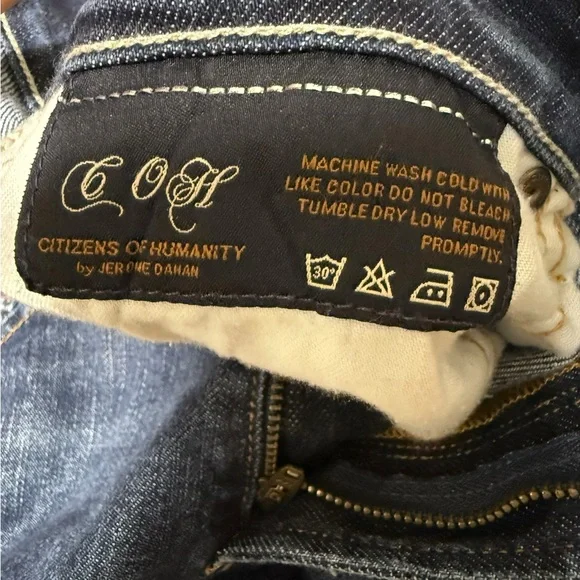 COH
CITIZENS OF HUMANITY
by JEROME DAHAN
MACHINE WASH COLD WITH
LIKE COLOR DO NOT BLEACH
TUMBLE DRY LOW REMOVE
PROMPTLY.
30°